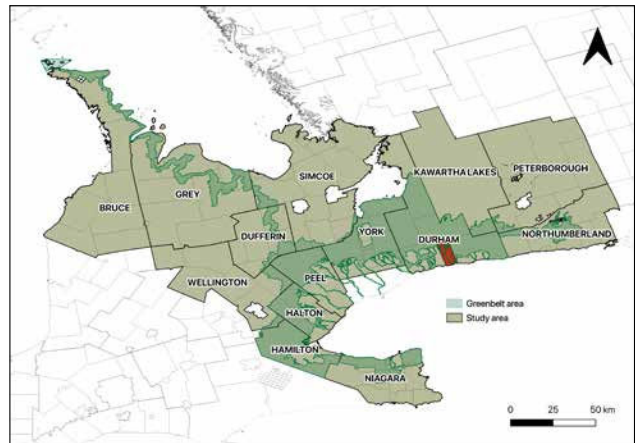 SIMCOE
KAWARTHA LAKES
PETERBOROUGH
GREY
BRUCE
DUFFERIN
YORK
DURHAM
NORTHUMBERLAND
WELLINGTON
PEEL
HALTON
HAMILTON
NIAGARA
Greenbelt area
Study area
0 25 50 km